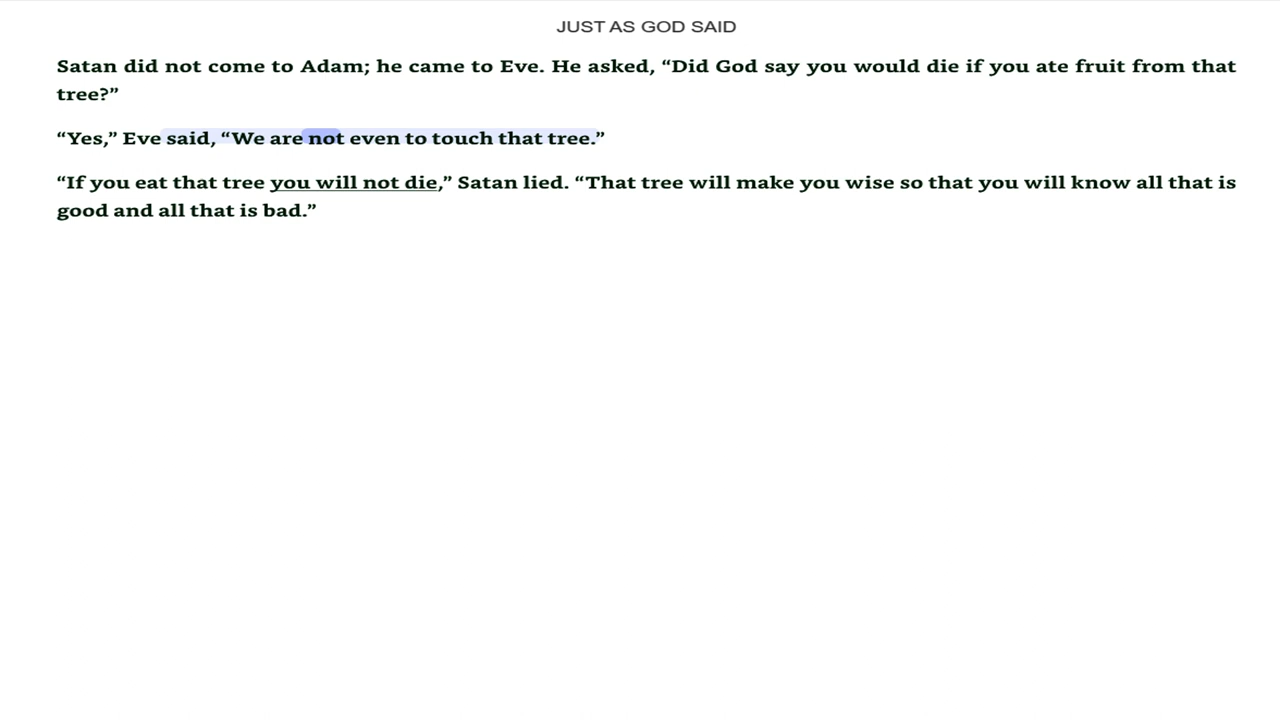 JUST AS GOD SAID
Satan did not come to Adam; he came to Eve. He asked, “Did God say you would die if you ate fruit from that
tree?”
“Yes,” Eve said, “We are not even to touch that tree.”
“If you eat that tree you will not die,” Satan lied. “That tree will make you wise so that you will know all that is
good and all that is bad.”